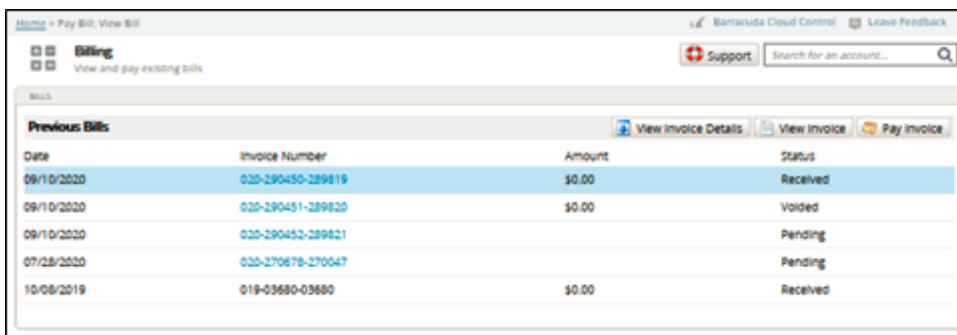 Home > Pay Bill: View Bill Barracuda Cloud Control Leave Feedback
Billing
View and pay existing bills
Support Search for an account...
BILLS
Previous Bills View Invoice Details View Invoice Pay Invoice
Date Invoice Number Amount Status
09/10/2020 020-290450-289819 $0.00 Received
09/10/2020 020-290451-289820 $0.00 Voided
09/10/2020 020-290452-289821 Pending
07/28/2020 020-270678-270047 Pending
10/08/2019 019-03680-03680 $0.00 Received